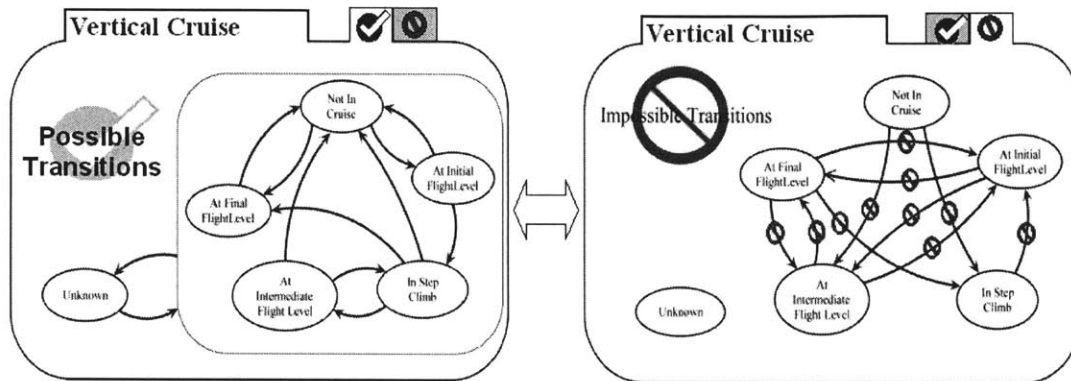 Vertical Cruise
Possible
Transitions
Not In
Cruise
At Initial
FlightLevel
At Final
FlightLevel
At
Intermediate
Flight Level
In Step
Climb
Unknown
Vertical Cruise
Impossible Transitions
Not In
Cruise
At Final
FlightLevel
At Initial
FlightLevel
At
Intermediate
Flight Level
In Step
Climb
Unknown